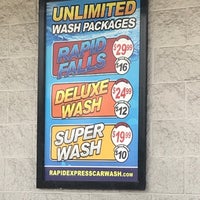 UNLIMITED
WASH PACKAGES
RAPID
FALLS
$29.99
$16
DELUXE
WASH
$24.99
$12
SUPER
WASH
$19.99
$10
RAPIDEXPRESSCARWASH.COM